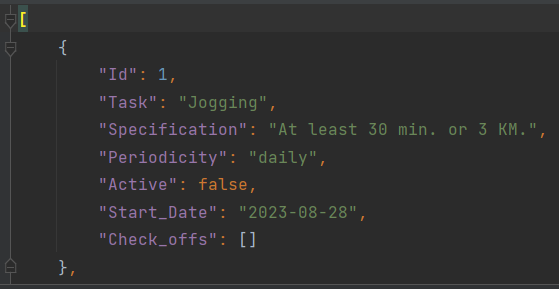 [
{
"Id": 1,
"Task": "Jogging",
"Specification": "At least 30 min. or 3 KM.",
"Periodicity": "daily",
"Active": false,
"Start_Date": "2023-08-28",
"Check_offs": []
},